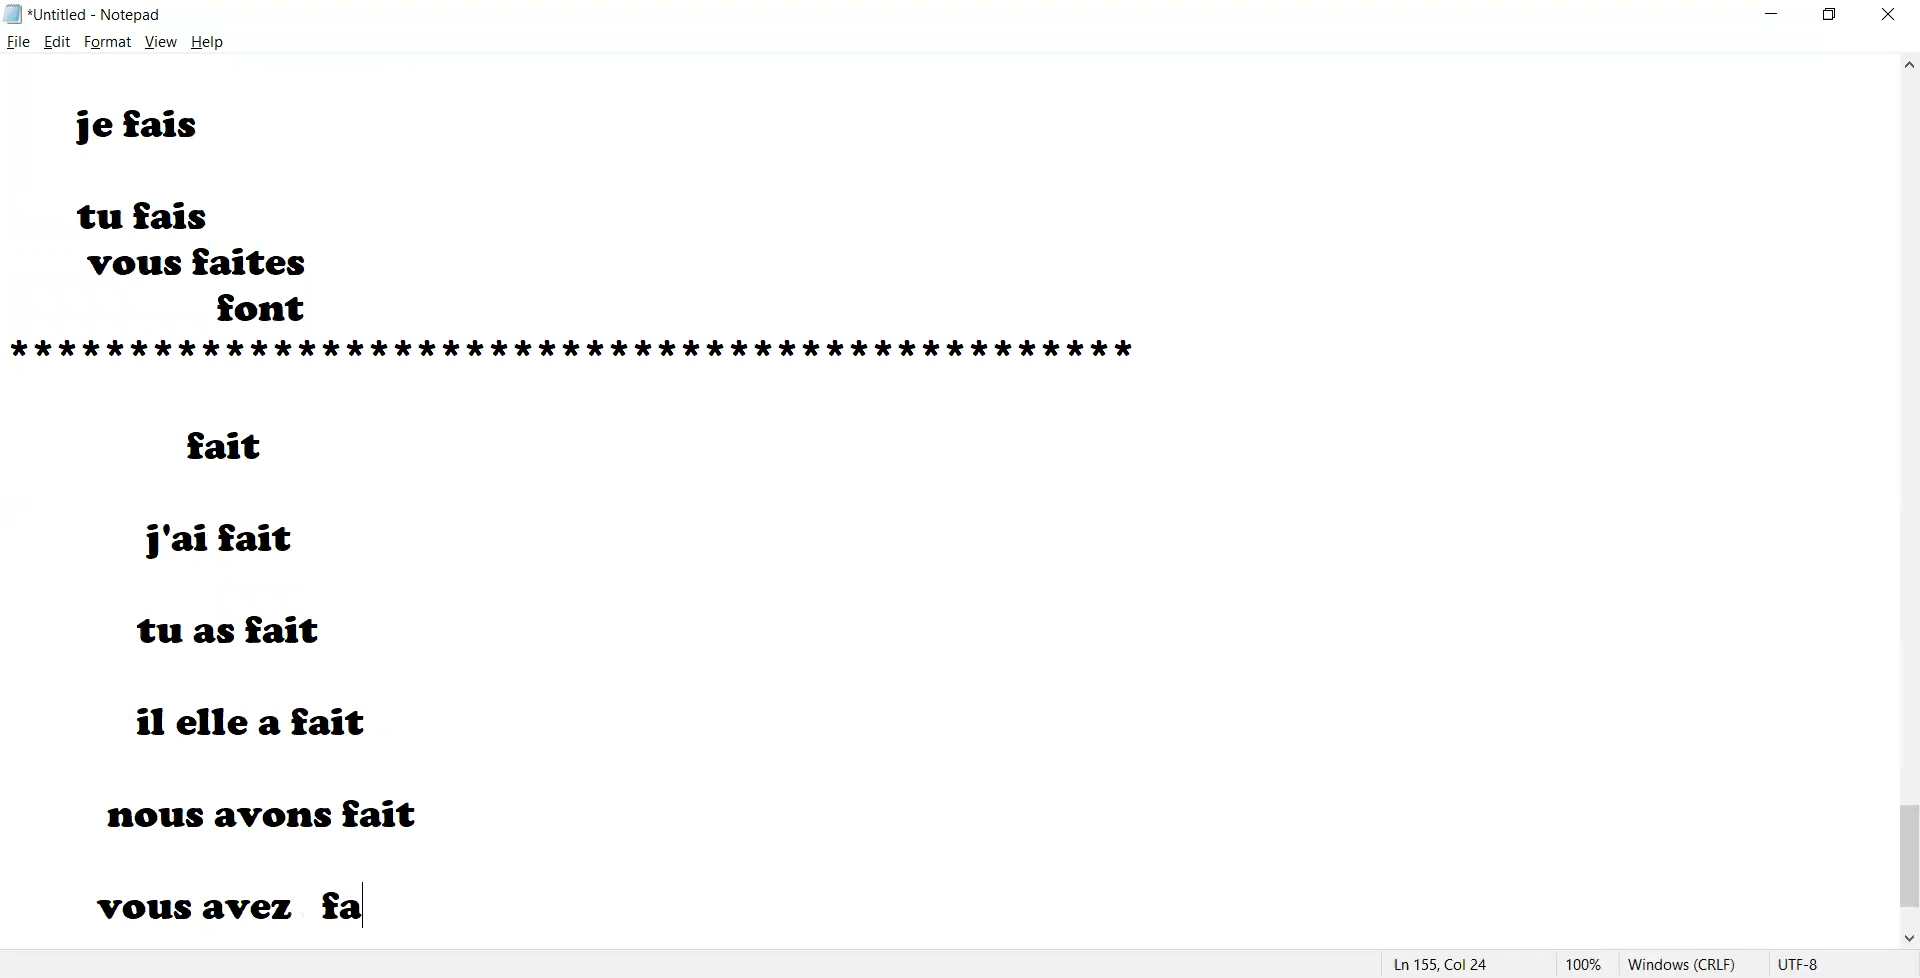 *Untitled - Notepad
File Edit Format View Help
je fais
tu fais
vous faites
font
***********************************************
fait
j'ai fait
tu as fait
il elle a fait
nous avons fait
vous avez fa
Ln 155, Col 24 100% Windows (CRLF) UTF-8